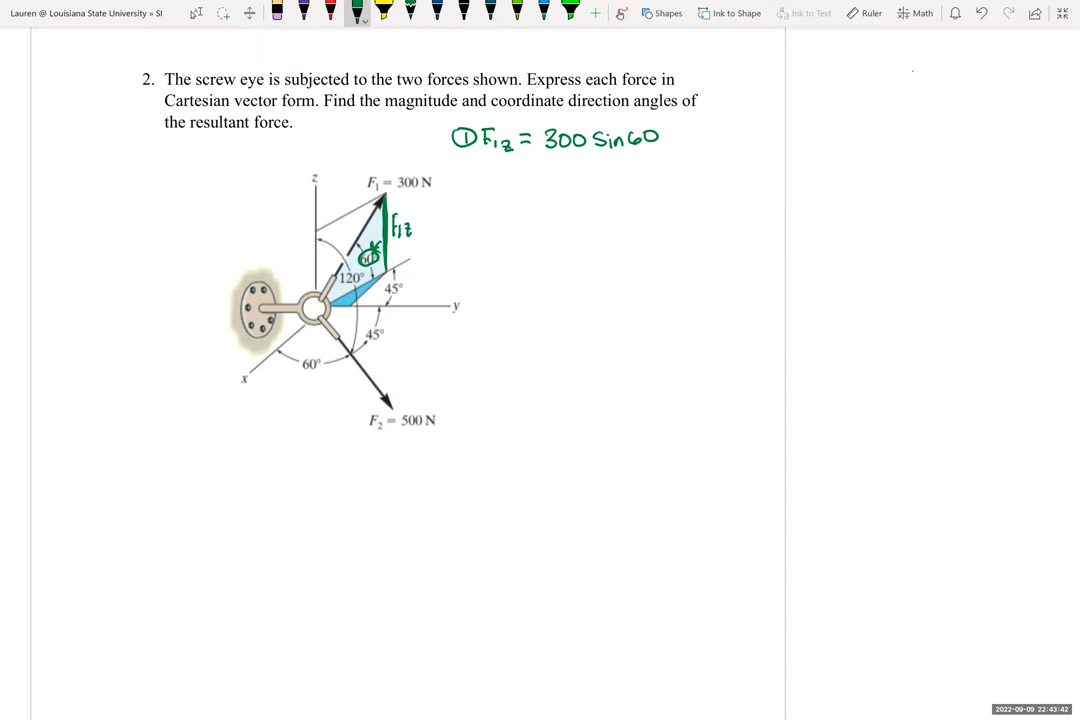 Lauren @ Louisiana State University » SI
Shapes
Ink to Shape
Ink to Text
Ruler
Math
2. The screw eye is subjected to the two forces shown. Express each force in
Cartesian vector form. Find the magnitude and coordinate direction angles of
the resultant force.
① F1z = 300 Sin60
z
F₁ = 300 N
F1z
60°
120°
45°
y
45°
60°
x
F₂ = 500 N
2022-09-09 22:43:42